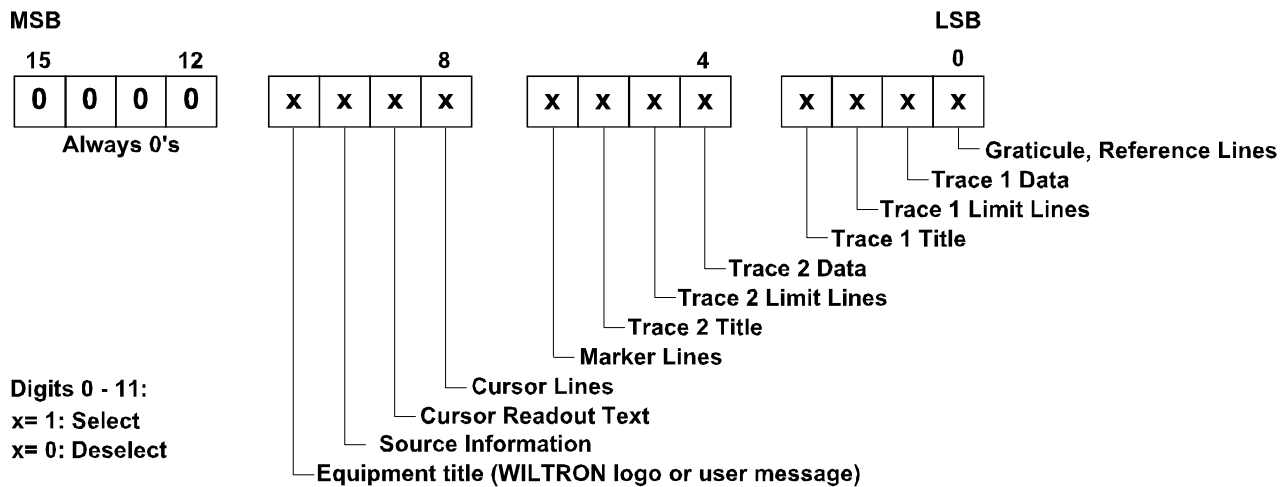 MSB LSB
15 12 8 4 0
0 0 0 0 x x x x x x x x x x x x
Always 0's
Graticule, Reference Lines
Trace 1 Data
Trace 1 Limit Lines
Trace 1 Title
Trace 2 Data
Trace 2 Limit Lines
Trace 2 Title
Marker Lines
Cursor Lines
Cursor Readout Text
Source Information
Equipment title (WILTRON logo or user message)
Digits 0 - 11:
x= 1: Select
x= 0: Deselect